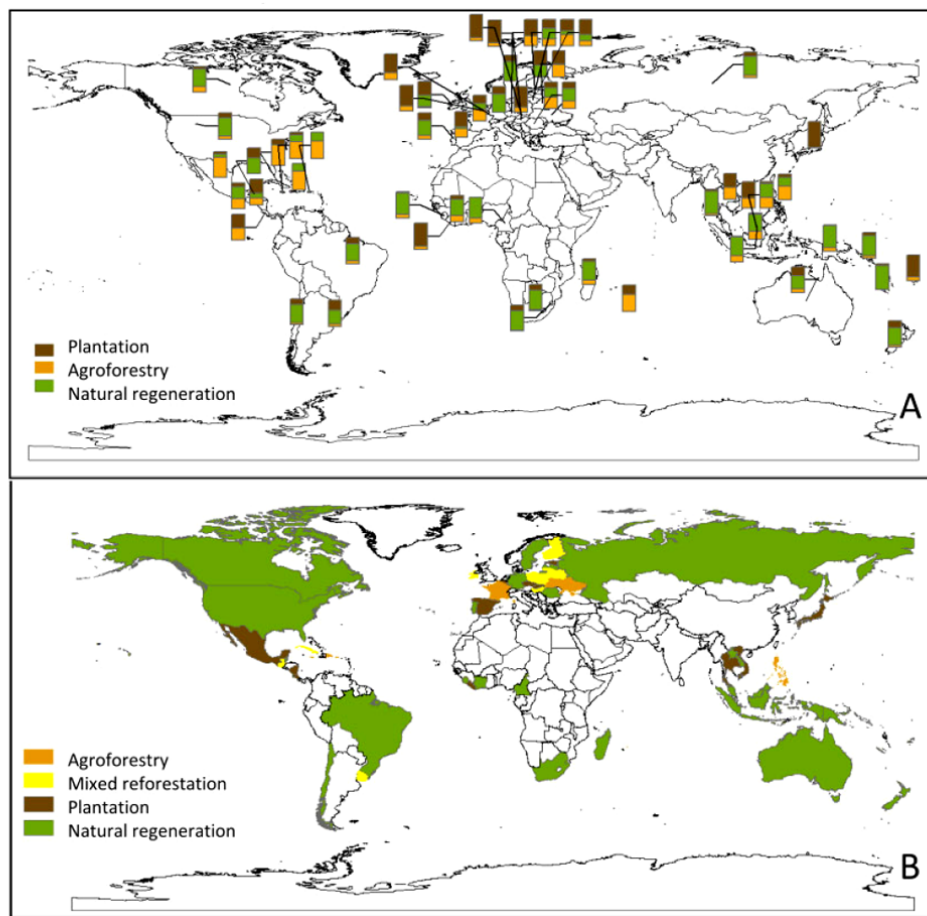 Plantation
Agroforestry
Natural regeneration
A
Agroforestry
Mixed reforestation
Plantation
Natural regeneration
B